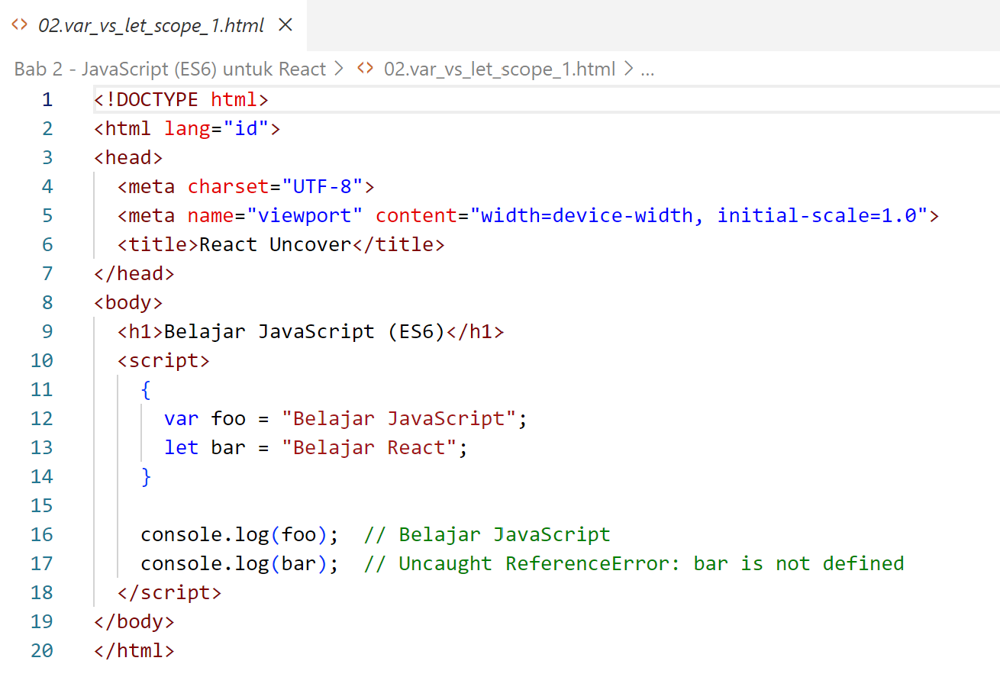 02.var_vs_let_scope_1.html
Bab 2 - JavaScript (ES6) untuk React > 02.var_vs_let_scope_1.html > ...
1 <!DOCTYPE html>
2 <html lang="id">
3 <head>
4   <meta charset="UTF-8">
5   <meta name="viewport" content="width=device-width, initial-scale=1.0">
6   <title>React Uncover</title>
7 </head>
8 <body>
9   <h1>Belajar JavaScript (ES6)</h1>
10   <script>
11     {
12       var foo = "Belajar JavaScript";
13       let bar = "Belajar React";
14     }
15
16     console.log(foo);  // Belajar JavaScript
17     console.log(bar);  // Uncaught ReferenceError: bar is not defined
18   </script>
19 </body>
20 </html>